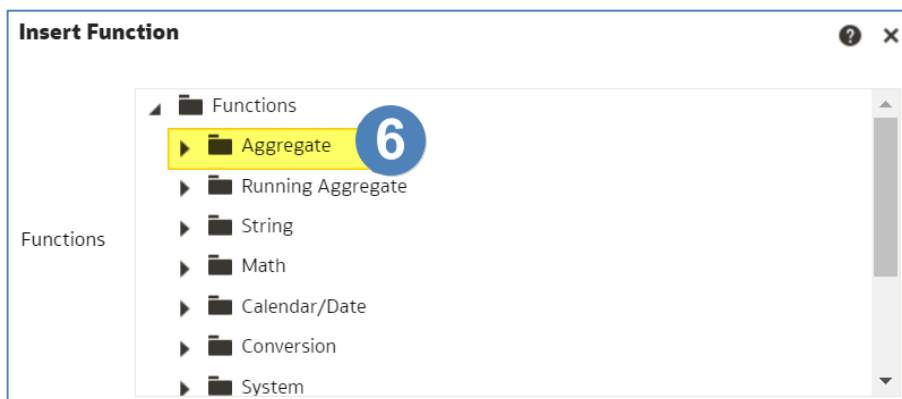 Insert Function
Functions
Aggregate 6
Running Aggregate
String
Functions
Math
Calendar/Date
Conversion
System